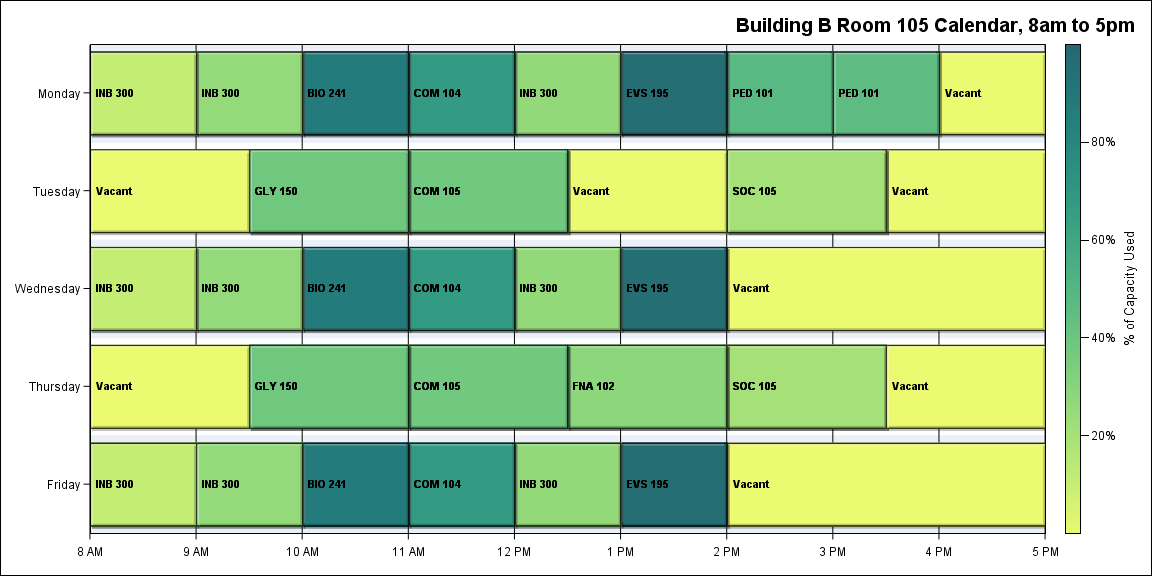 Building B Room 105 Calendar, 8am to 5pm
Monday
INB 300
INB 300
BIO 241
COM 104
INB 300
EVS 195
PED 101
PED 101
Vacant
Tuesday
Vacant
GLY 150
COM 105
Vacant
SOC 105
Vacant
Wednesday
INB 300
INB 300
BIO 241
COM 104
INB 300
EVS 195
Vacant
Thursday
Vacant
GLY 150
COM 105
FNA 102
SOC 105
Vacant
Friday
INB 300
INB 300
BIO 241
COM 104
INB 300
EVS 195
Vacant
8 AM
9 AM
10 AM
11 AM
12 PM
1 PM
2 PM
3 PM
4 PM
5 PM
80%
60%
40%
20%
% of Capacity Used